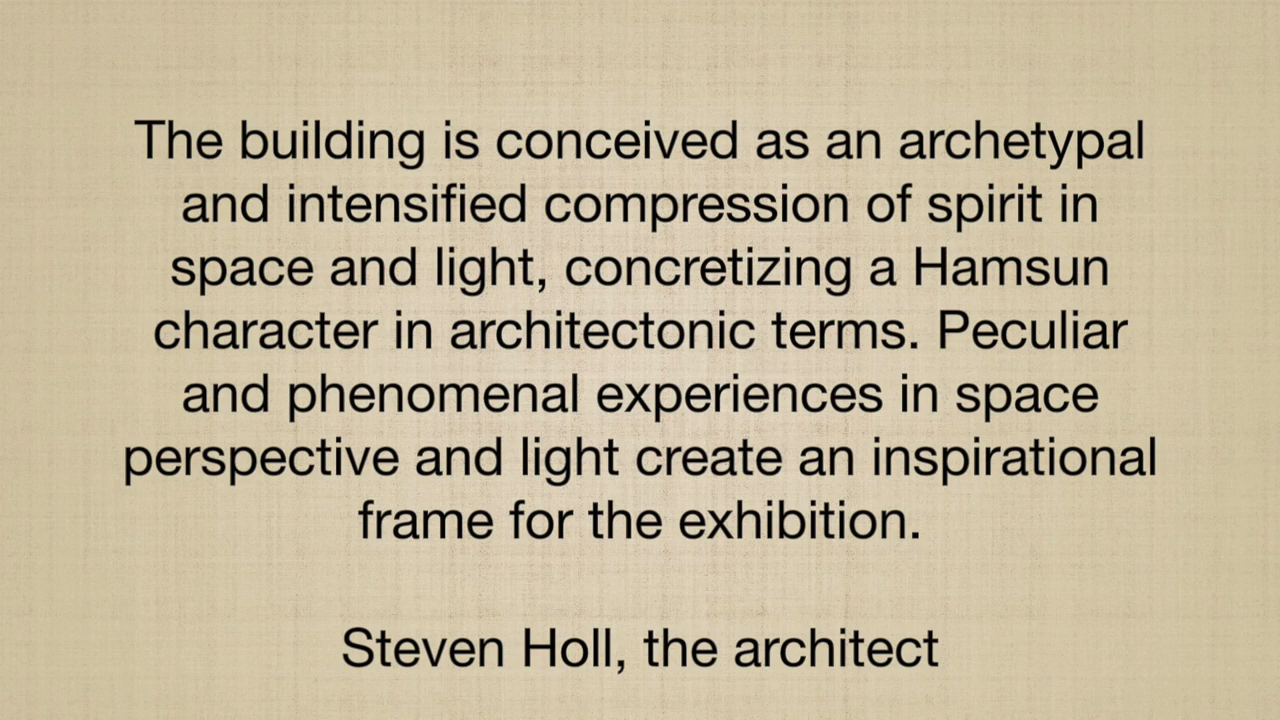 The building is conceived as an archetypal
and intensified compression of spirit in
space and light, concretizing a Hamsun
character in architectonic terms. Peculiar
and phenomenal experiences in space
perspective and light create an inspirational
frame for the exhibition.
Steven Holl, the architect